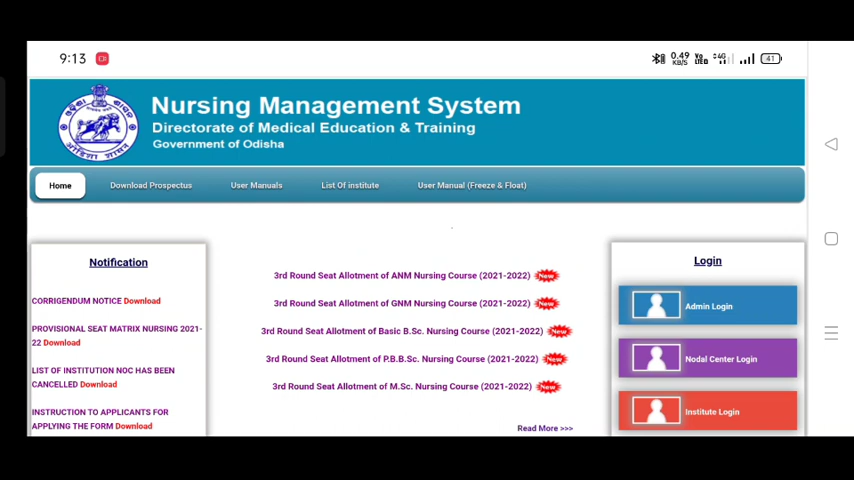 9:13
0.49 KB/S
4G
41
Nursing Management System
Directorate of Medical Education & Training
Government of Odisha
Home
Download Prospectus
User Manuals
List Of institute
User Manual (Freeze & Float)
Notification
CORRIGENDUM NOTICE Download
PROVISIONAL SEAT MATRIX NURSING 2021-
22 Download
LIST OF INSTITUTION NOC HAS BEEN
CANCELLED Download
INSTRUCTION TO APPLICANTS FOR
APPLYING THE FORM Download
3rd Round Seat Allotment of ANM Nursing Course (2021-2022) New
3rd Round Seat Allotment of GNM Nursing Course (2021-2022) New
3rd Round Seat Allotment of Basic B.Sc. Nursing Course (2021-2022) New
3rd Round Seat Allotment of P.B.B.Sc. Nursing Course (2021-2022) New
3rd Round Seat Allotment of M.Sc. Nursing Course (2021-2022) New
Read More >>>
Login
Admin Login
Nodal Center Login
Institute Login